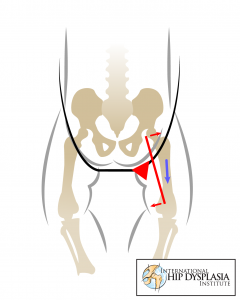 INTERNATIONAL
HIP DYSPLASIA
INSTITUTE